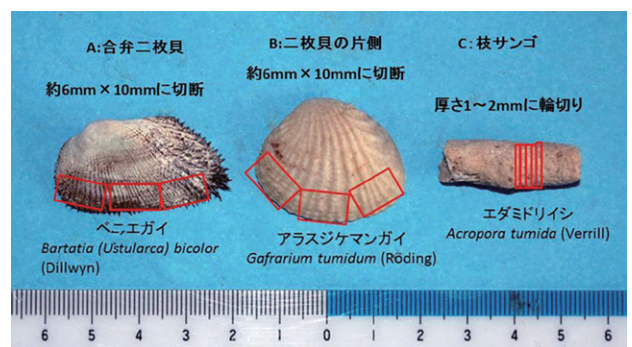 A:合弁二枚貝
B:二枚貝の片側
C:枝サンゴ
約6mm×10mmに切断
約6mm×10mmに切断
厚さ1～2mmに輪切り
ベニエガイ
Bartatia (Ustularca) bicolor
(Dillwyn)
アラスジケマンガイ
Gafrarium tumidum (Röding)
エダミドリイシ
Acropora tumida (Verrill)
6 5 4 3 2 1 0 1 2 3 4 5 6